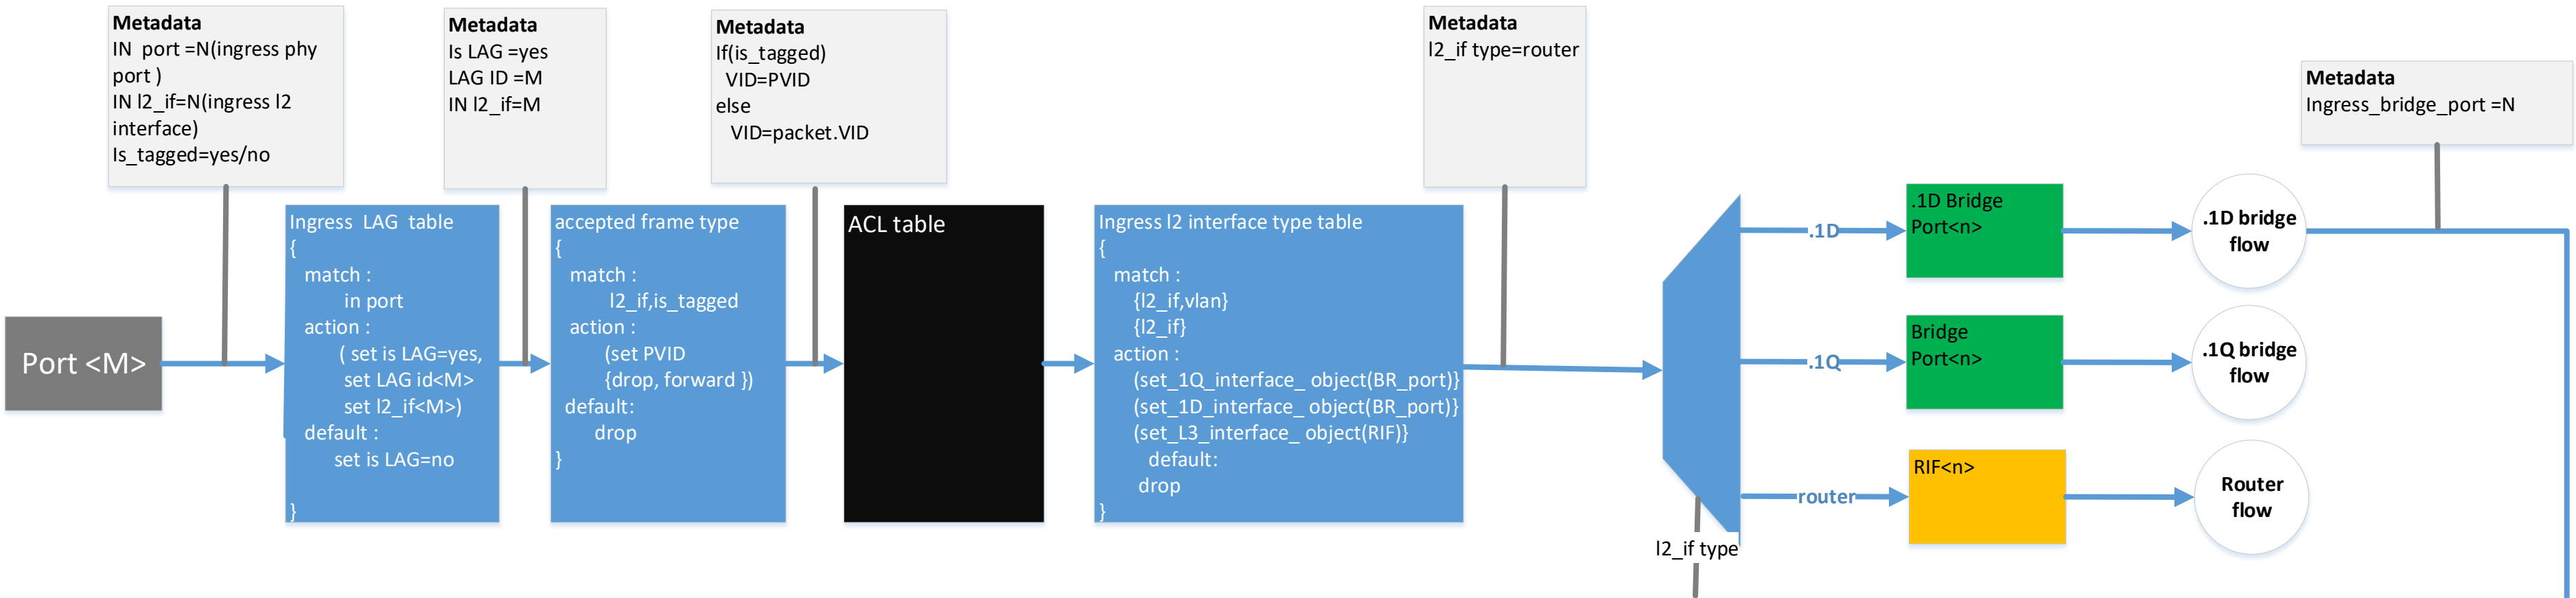 Metadata
IN  port =N(ingress phy
port )
IN l2_if=N(ingress l2
interface)
Is_tagged=yes/no
Metadata
Is LAG =yes
LAG ID =M
IN l2_if=M
Metadata
If(is_tagged)
VID=PVID
else
VID=packet.VID
Metadata
l2_if type=router
Metadata
Ingress_bridge_port =N
Port <M>
Ingress  LAG  table
{
match :
in port
action :
( set is LAG=yes,
set LAG id<M>
set l2_if<M>)
default :
set is LAG=no
}
accepted frame type
{
match :
l2_if,is_tagged
action :
(set PVID
{drop, forward })
default:
drop
}
ACL table
Ingress l2 interface type table
{
match :
{l2_if,vlan}
{l2_if}
action :
(set_1Q_interface_ object(BR_port)}
(set_1D_interface_ object(BR_port)}
(set_L3_interface_ object(RIF)}
default:
drop
}
l2_if type
.1D
.1D Bridge
Port<n>
.1D bridge
flow
.1Q
Bridge
Port<n>
.1Q bridge
flow
router
RIF<n>
Router
flow